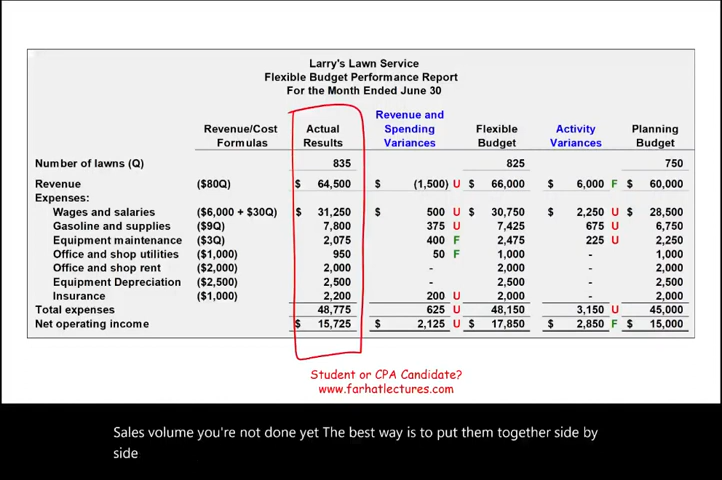 Larry's Lawn Service
Flexible Budget Performance Report
For the Month Ended June 30
Revenue and
Revenue/Cost Actual Spending Flexible Activity Planning
Formulas Results Variances Budget Variances Budget
Number of lawns (Q) 835 825 750
Revenue ($80Q) $ 64,500 $ (1,500) U $ 66,000 $ 6,000 F $ 60,000
Expenses:
Wages and salaries ($6,000 + $30Q) $ 31,250 $ 500 U $ 30,750 $ 2,250 U $ 28,500
Gasoline and supplies ($9Q) 7,800 375 U 7,425 675 U 6,750
Equipment maintenance ($3Q) 2,075 400 F 2,475 225 U 2,250
Office and shop utilities ($1,000) 950 50 F 1,000 - 1,000
Office and shop rent ($2,000) 2,000 - 2,000 - 2,000
Equipment Depreciation ($2,500) 2,500 - 2,500 - 2,500
Insurance ($1,000) 2,200 200 U 2,000 - 2,000
Total expenses 48,775 625 U 48,150 3,150 U 45,000
Net operating income $ 15,725 $ 2,125 U $ 17,850 $ 2,850 F $ 15,000
Student or CPA Candidate?
www.farhatlectures.com
Sales volume you're not done yet The best way is to put them together side by
side